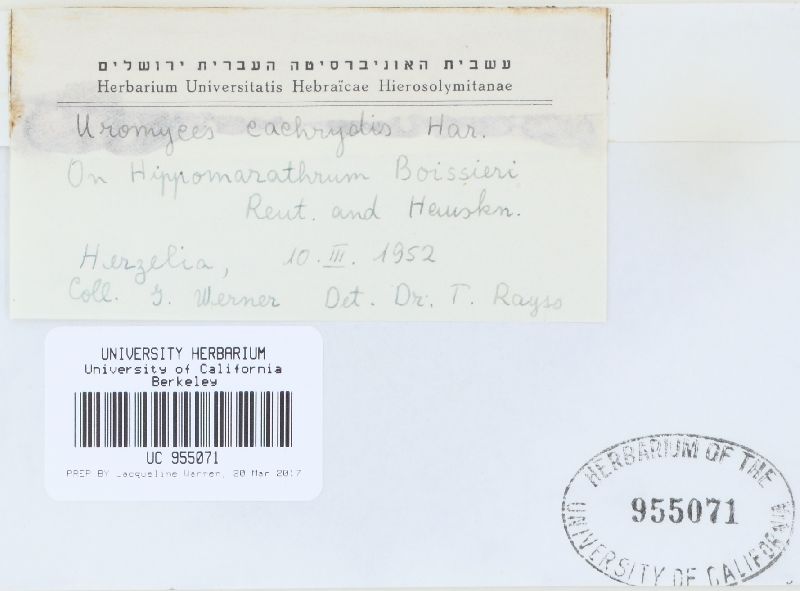 עשבית האוניברסיטה העברית ירושלים
Herbarium Universitatis Hebraïcae Hierosolymitanae
Uromyces cachrydis Har.
On Hippomarathrum Boissieri
Reut. and Hauskn.
Herzelia, 10. III. 1952
Coll. J. Werner Det. Dr. T. Rayss
UNIVERSITY HERBARIUM
University of California
Berkeley
UC 955071
PREP BY Jacqueline Warren, 20 Mar 2017
HERBARIUM OF THE
955071
UNIVERSITY OF CALIFORNIA